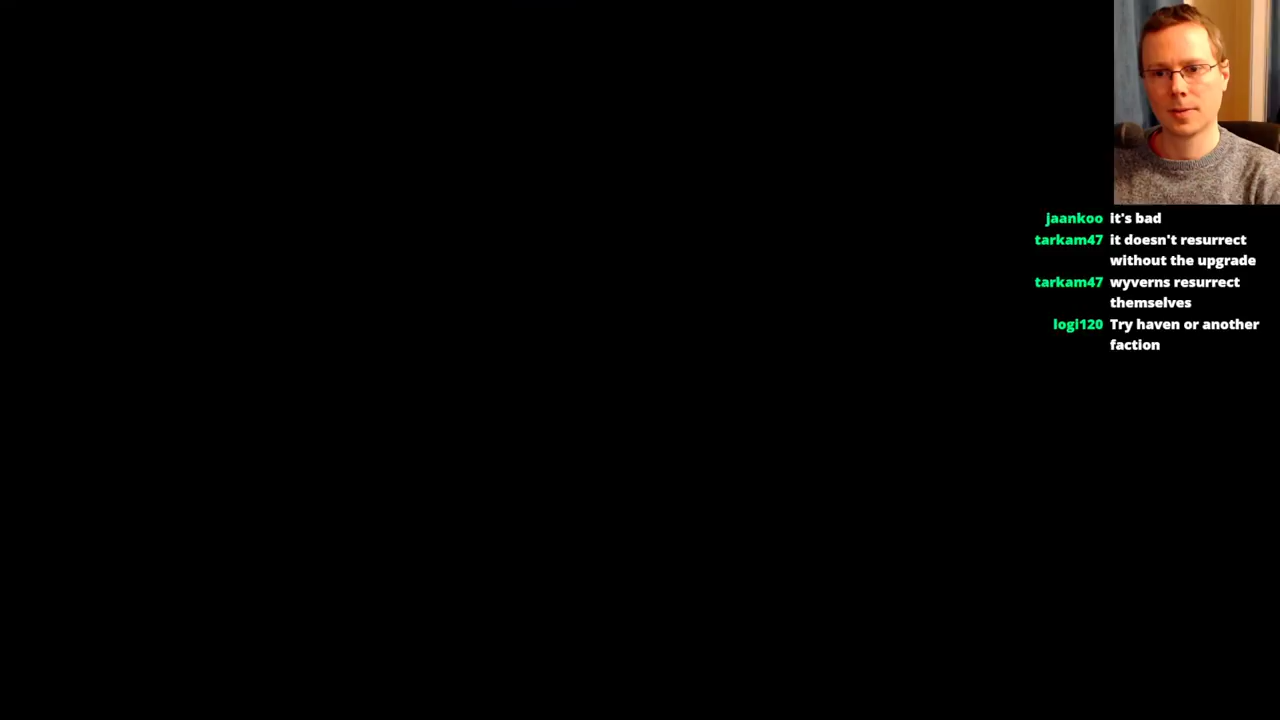 jaankoo it's bad
tarkam47 it doesn't resurrect
without the upgrade
tarkam47 wyverns resurrect
themselves
logi120 Try haven or another
faction